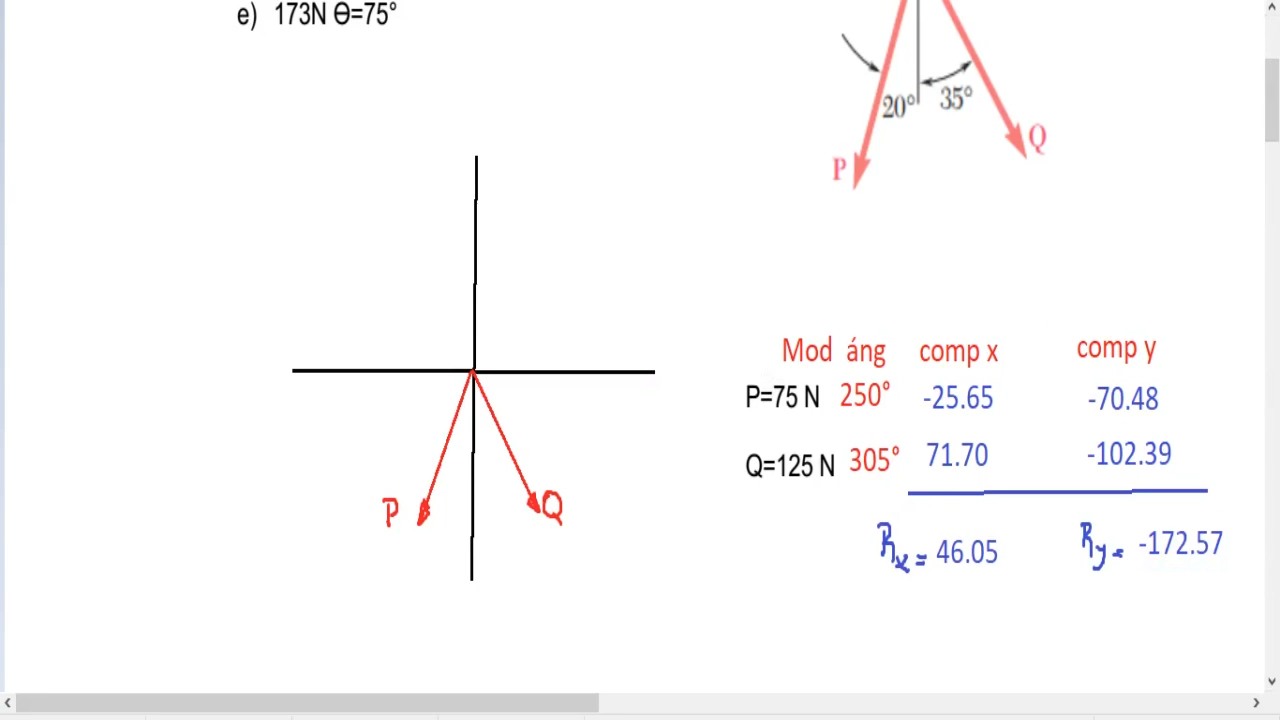 e) 173N Ө=75°
20° 35°
P Q
Mod áng comp x comp y
P=75 N 250° -25.65 -70.48
Q=125 N 305° 71.70 -102.39
P Q
Rx = 46.05 Ry = -172.57